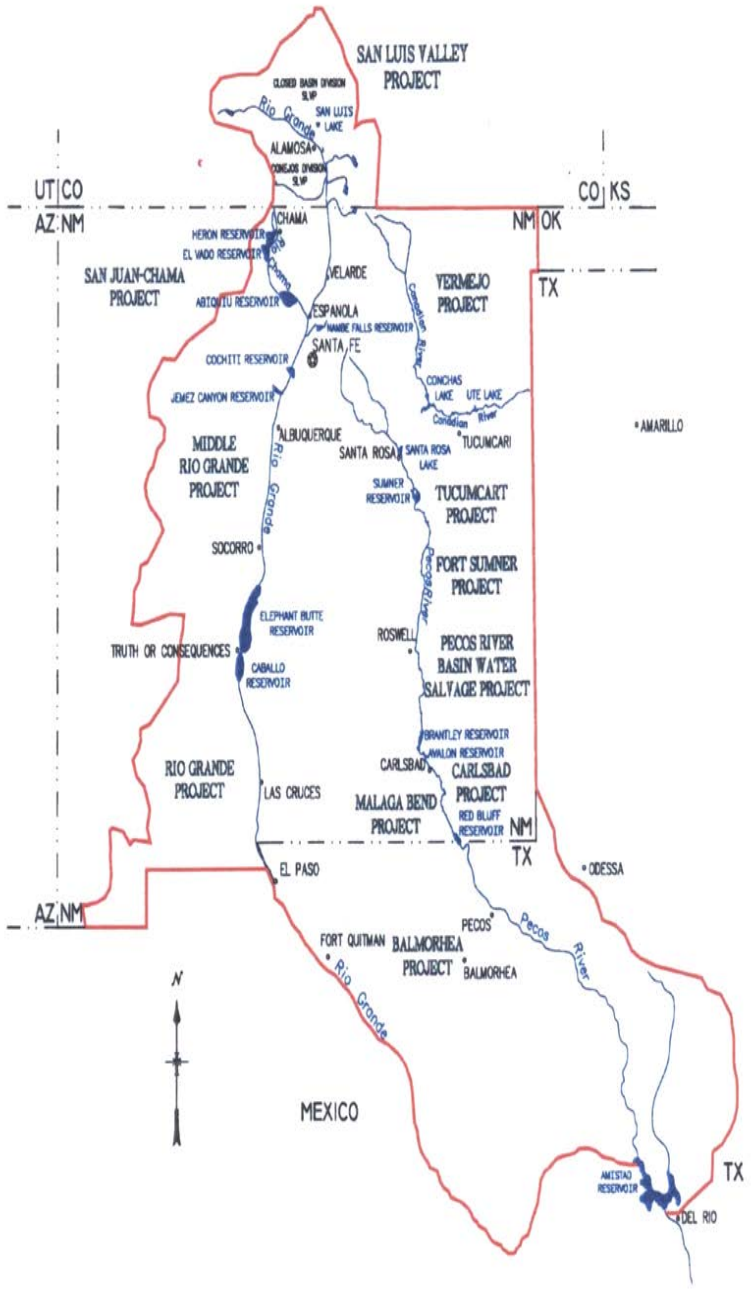 SAN LUIS VALLEY
PROJECT
CLOSED BASIN DIVISION
SLVP
Rio Grande
SAN LUIS
LAKE
ALAMOSA
CONEJOS DIVISION
SLVP
UT CO
CO KS
AZ NM
NM OK
TX
CHAMA
HERON RESERVOIR
EL VADO RESERVOIR
Rio Chama
SAN JUAN-CHAMA
PROJECT
ABIQUIU RESERVOIR
VELARDE
VERMEJO
PROJECT
Canadian River
ESPANOLA
NAMBE FALLS RESERVOIR
SANTA FE
COCHITI RESERVOIR
JEMEZ CANYON RESERVOIR
CONCHAS
LAKE
UTE LAKE
Canadian River
ALBUQUERQUE
TUCUMCARI
AMARILLO
MIDDLE
RIO GRANDE
PROJECT
Rio Grande
SANTA ROSA
SANTA ROSA
LAKE
SUMNER
RESERVOIR
TUCUMCART
PROJECT
SOCORRO
Pecos River
FORT SUMNER
PROJECT
ELEPHANT BUTTE
RESERVOIR
TRUTH OR CONSEQUENCES
CABALLO
RESERVOIR
ROSWELL
PECOS RIVER
BASIN WATER
SALVAGE PROJECT
BRANTLEY RESERVOIR
AVALON RESERVOIR
RIO GRANDE
PROJECT
LAS CRUCES
CARLSBAD
CARLSBAD
PROJECT
MALAGA BEND
PROJECT
RED BLUFF
RESERVOIR
NM
TX
EL PASO
ODESSA
AZ NM
PECOS
Pecos River
FORT QUITMAN
BALMORHEA
PROJECT
BALMORHEA
Rio Grande
N
MEXICO
AMISTAD
RESERVOIR
TX
DEL RIO